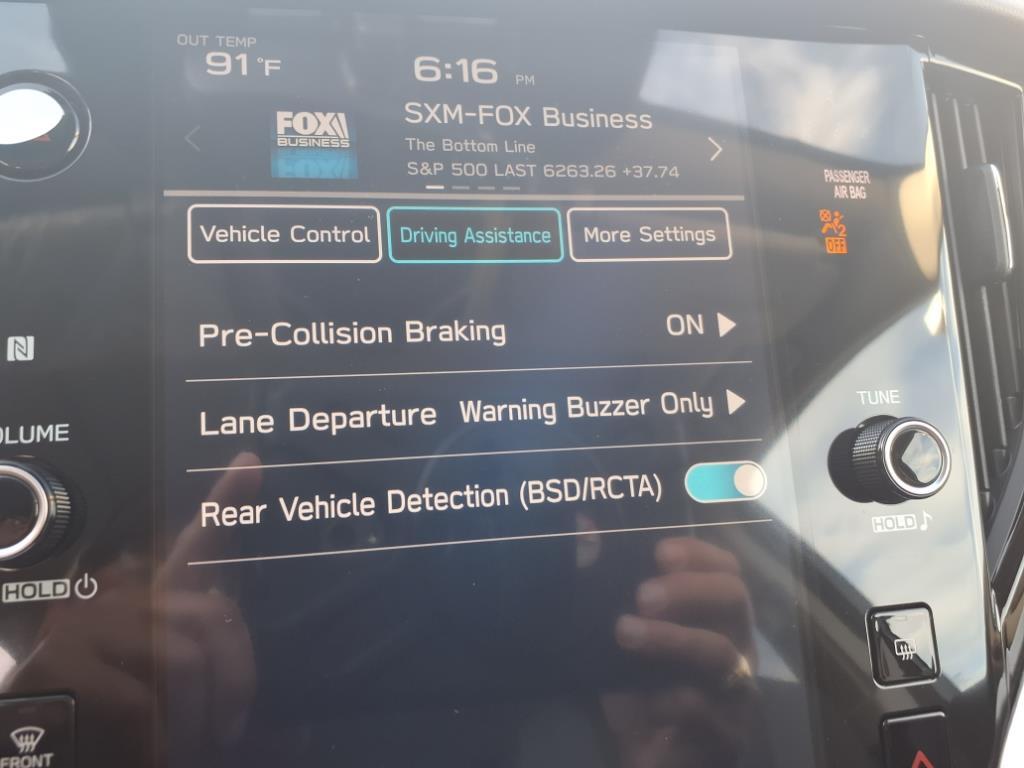 OUT TEMP
91°F
6:16 PM
FOX
BUSINESS
SXM-FOX Business
The Bottom Line
S&P 500 LAST 6263.26 +37.74
PASSENGER
AIR BAG
2
OFF
Vehicle Control
Driving Assistance
More Settings
Pre-Collision Braking ON
Lane Departure Warning Buzzer Only
Rear Vehicle Detection (BSD/RCTA)
N
OLUME
HOLD
TUNE
HOLD
FRONT